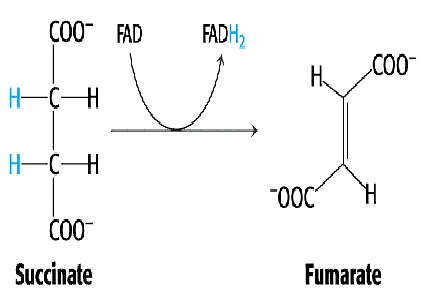 COO⁻
FAD
FADH₂
H—C—H
H—C—H
COO⁻
H
COO⁻
⁻OOC
H
Succinate
Fumarate